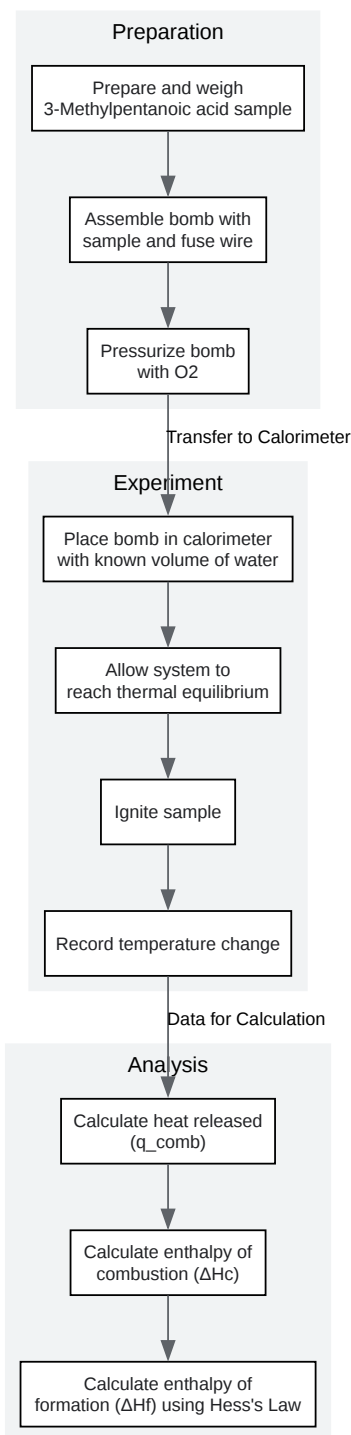 Preparation
Prepare and weigh
3-Methylpentanoic acid sample
Assemble bomb with
sample and fuse wire
Pressurize bomb
with O2
Transfer to Calorimeter
Experiment
Place bomb in calorimeter
with known volume of water
Allow system to
reach thermal equilibrium
Ignite sample
Record temperature change
Data for Calculation
Analysis
Calculate heat released
(q_comb)
Calculate enthalpy of
combustion (ΔHc)
Calculate enthalpy of
formation (ΔHf) using Hess's Law